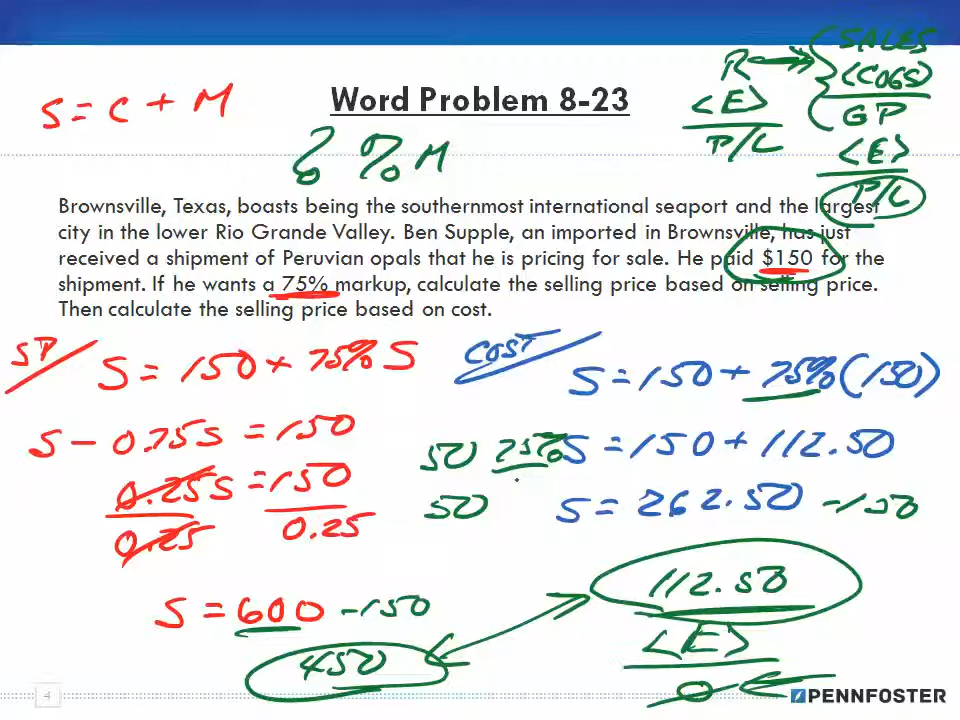 S = C + M
Word Problem 8-23
$ %M
R
<E>
P/L
SALES
<COGS>
GP
<E>
P/L
Brownsville, Texas, boasts being the southernmost international seaport and the largest
city in the lower Rio Grande Valley. Ben Supple, an imported in Brownsville, has just
received a shipment of Peruvian opals that he is pricing for sale. He paid $150 for the
shipment. If he wants a 75% markup, calculate the selling price based on selling price.
Then calculate the selling price based on cost.
SP
S = 150 + 75% S
S - 0.75S = 150
0.25S = 150
0.25 0.25
S = 600 -150
450
COST
S = 150 + 75% (150)
50 25%
S = 150 + 112.50
50
S = 262.50 -150
112.50
<E>
0
4
PENNFOSTER